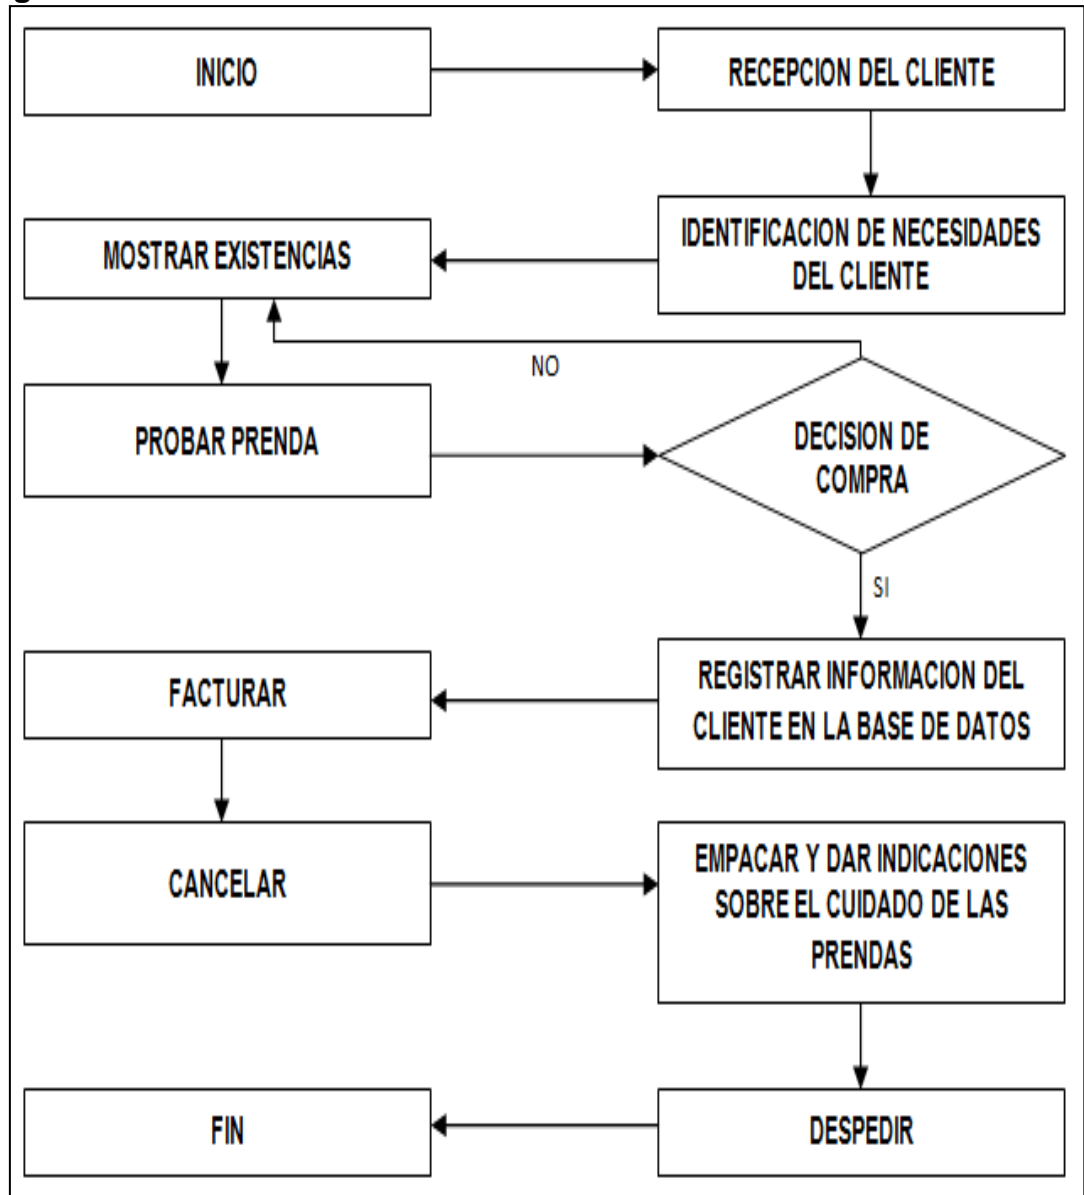 INICIO
RECEPCION DEL CLIENTE
MOSTRAR EXISTENCIAS
IDENTIFICACION DE NECESIDADES
DEL CLIENTE
NO
PROBAR PRENDA
DECISION DE
COMPRA
SI
FACTURAR
REGISTRAR INFORMACION DEL
CLIENTE EN LA BASE DE DATOS
CANCELAR
EMPACAR Y DAR INDICACIONES
SOBRE EL CUIDADO DE LAS
PRENDAS
FIN
DESPEDIR